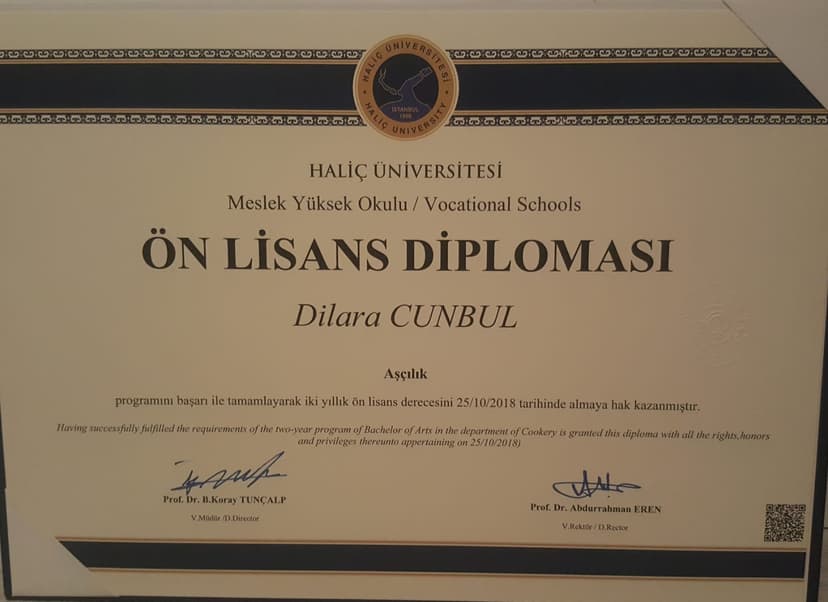 HALİÇ ÜNİVERSİTESİ
İSTANBUL
1998
HALİÇ UNIVERSITY
HALİÇ ÜNİVERSİTESİ
Meslek Yüksek Okulu / Vocational Schools
ÖN LİSANS DİPLOMASI
Dilara CUNBUL
Aşçılık
programını başarı ile tamamlayarak iki yıllık ön lisans derecesini 25/10/2018 tarihinde almaya hak kazanmıştır.
Having successfully fulfilled the requirements of the two-year program of Bachelor of Arts in the department of Cookery is granted this diploma with all the rights,honors
and privileges thereunto appertaining on 25/10/2018)
Prof. Dr. B.Koray TUNÇALP
V.Müdür /D.Director
Prof. Dr. Abdurrahman EREN
V.Rektör / D.Rector